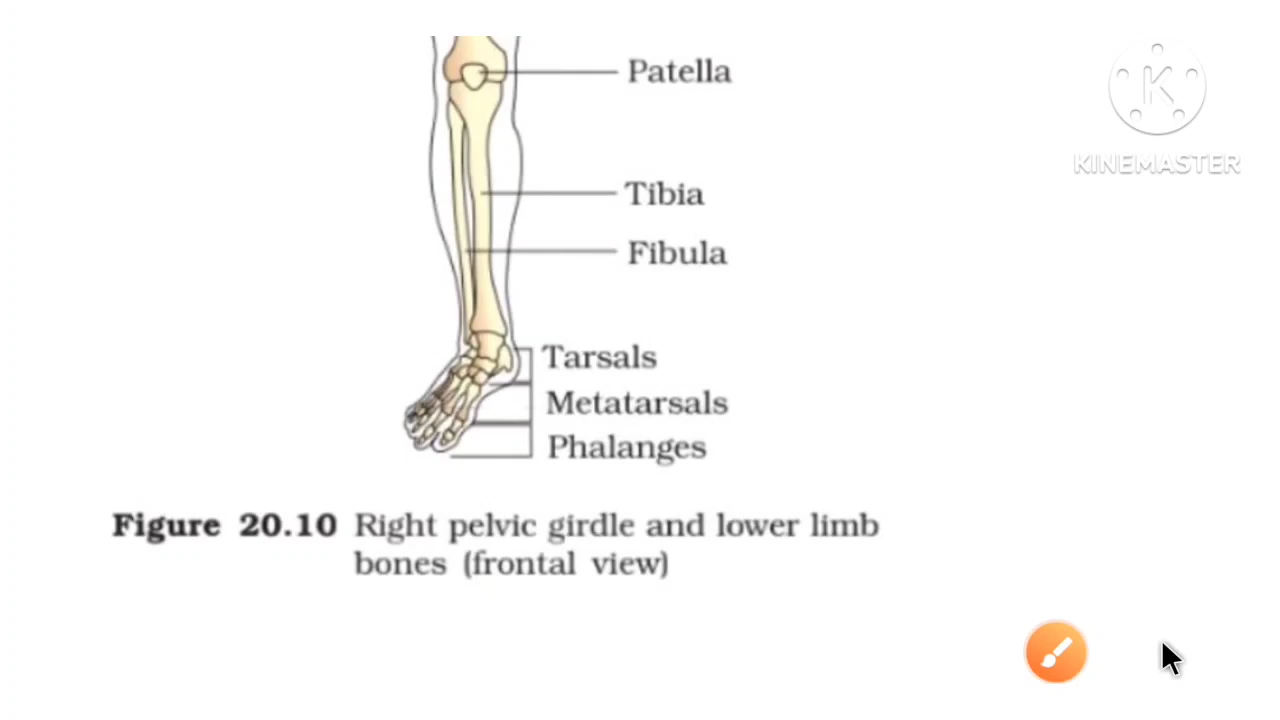 Patella
K
KINEMASTER
Tibia
Fibula
Tarsals
Metatarsals
Phalanges
Figure 20.10 Right pelvic girdle and lower limb
bones (frontal view)